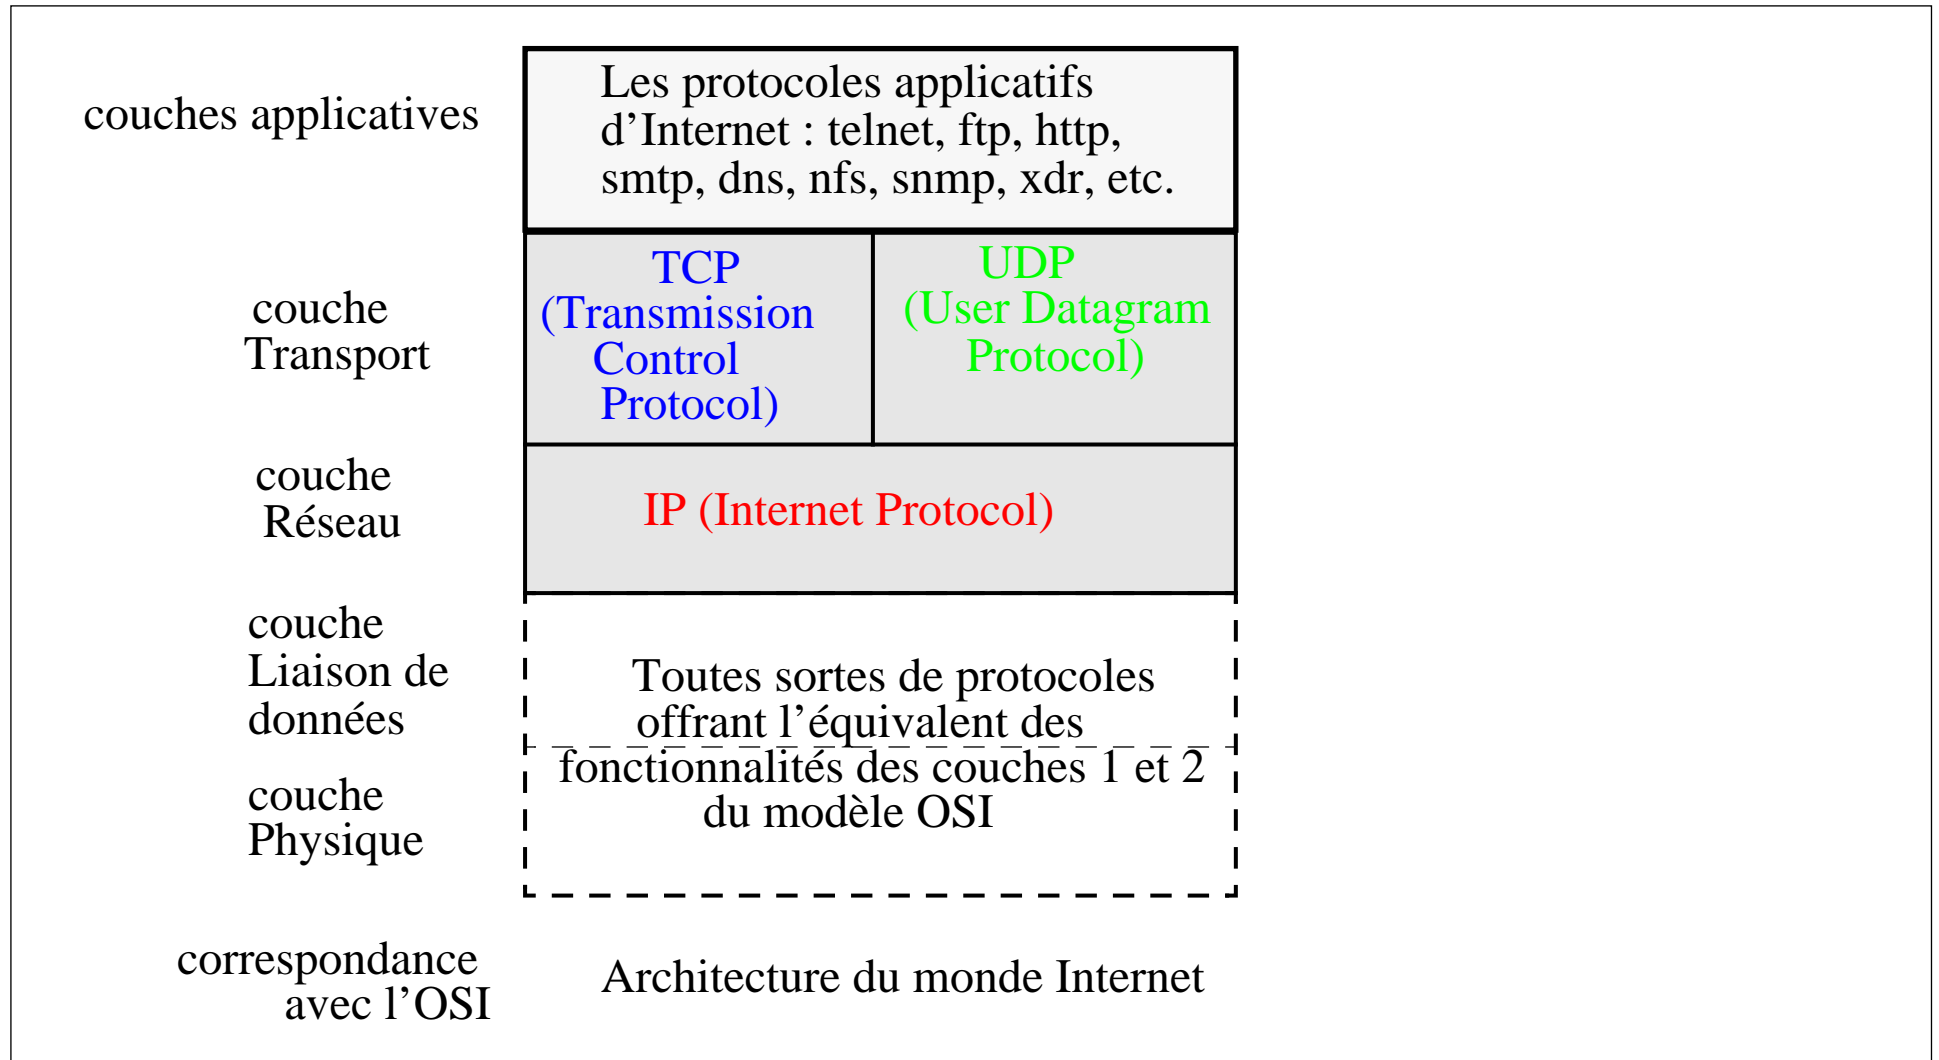 couches applicatives
Les protocoles applicatifs
d’Internet : telnet, ftp, http,
smtp, dns, nfs, snmp, xdr, etc.
couche
Transport
TCP
(Transmission
Control
Protocol)
UDP
(User Datagram
Protocol)
couche
Réseau
IP (Internet Protocol)
couche
Liaison de
données
couche
Physique
Toutes sortes de protocoles
offrant l’équivalent des
fonctionnalités des couches 1 et 2
du modèle OSI
correspondance
avec l’OSI
Architecture du monde Internet